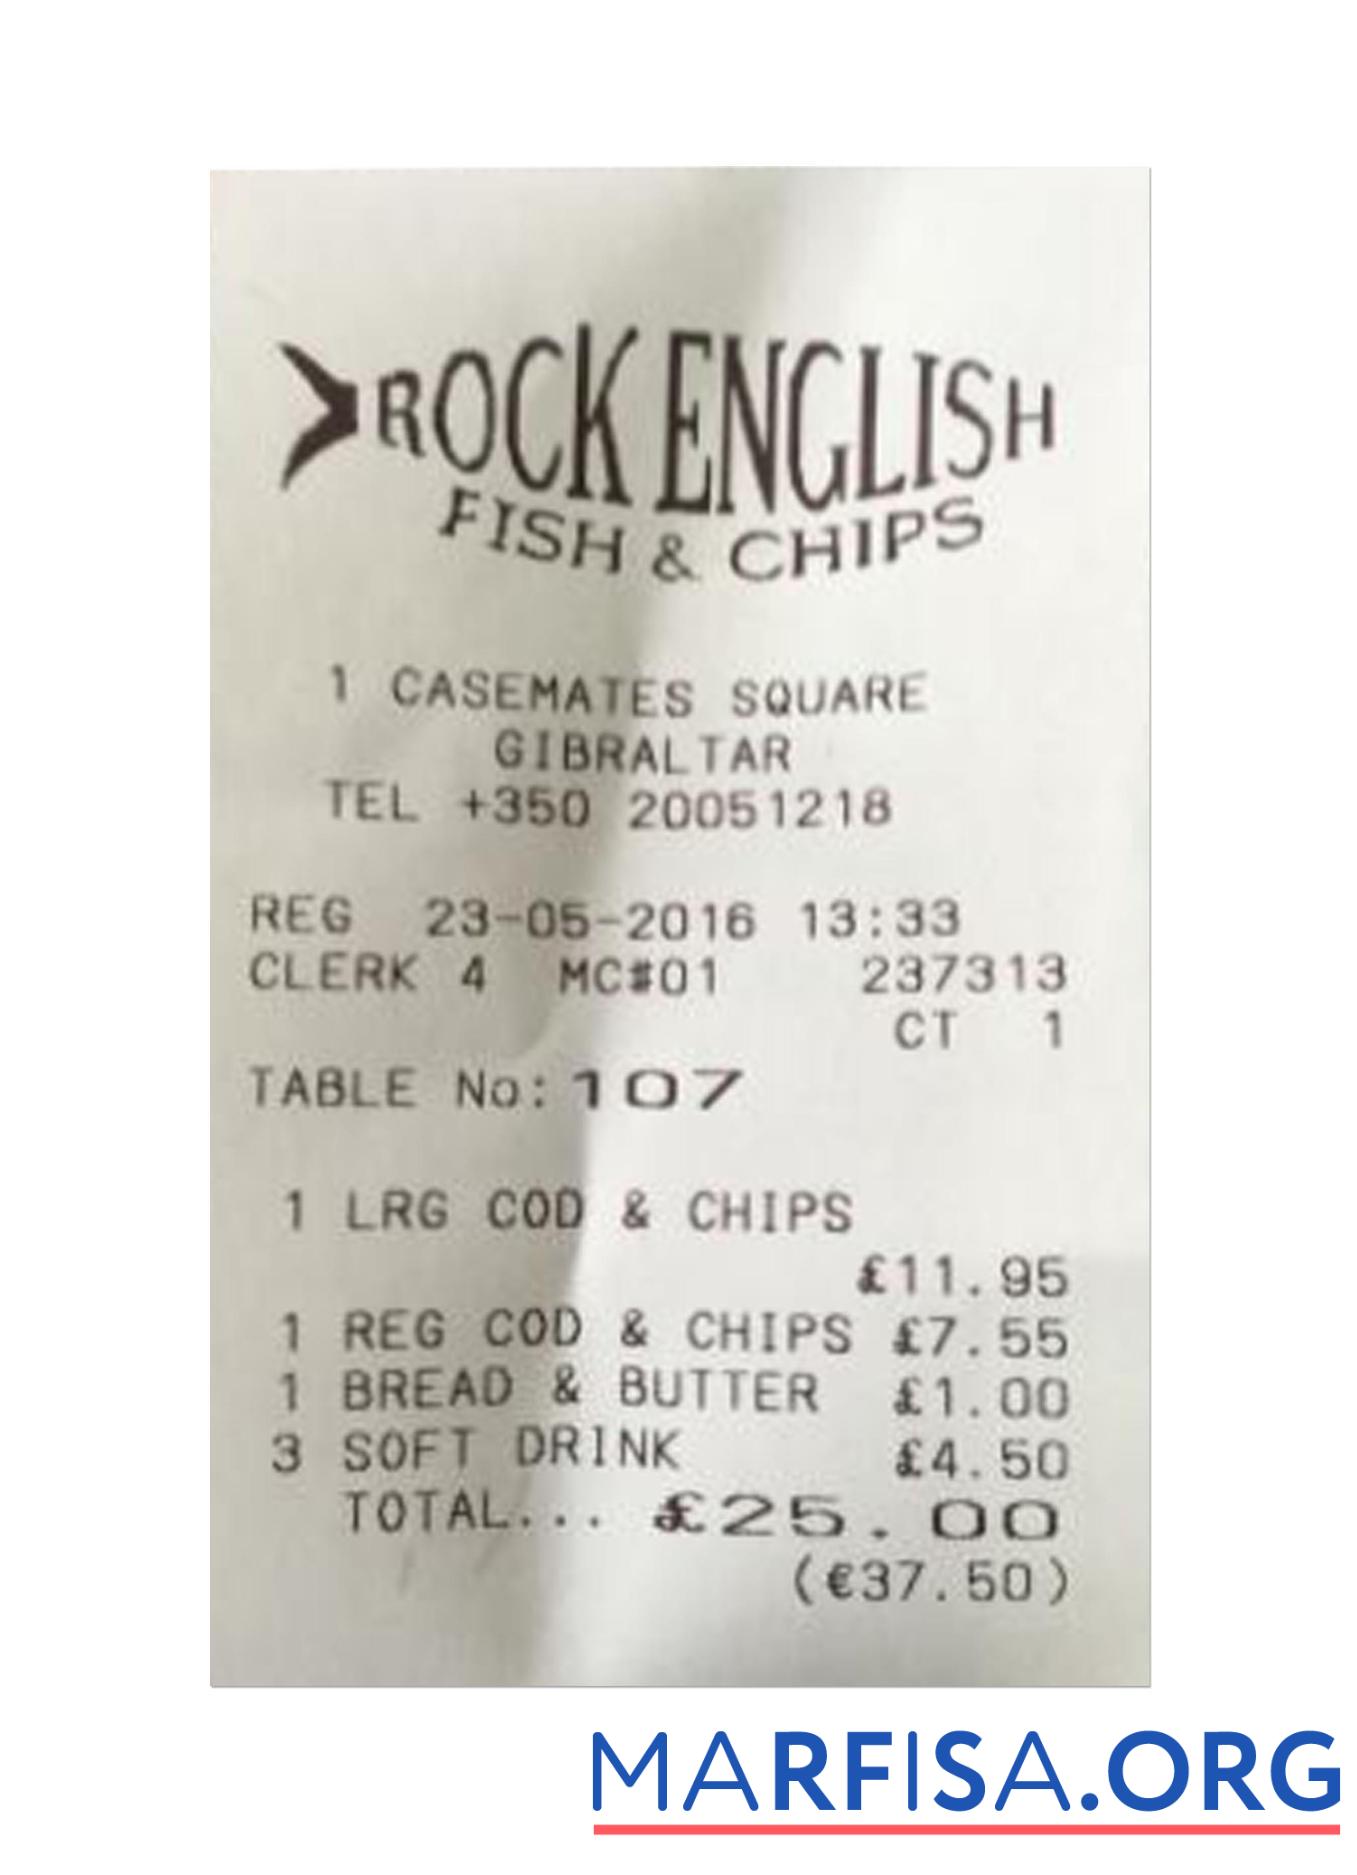 ROCK ENGLISH
FISH & CHIPS
1 CASEMATES SQUARE
GIBRALTAR
TEL +350 20051218
REG 23-05-2016 13:33
CLERK 4 MC#01 237313
CT 1
TABLE No: 107
1 LRG COD & CHIPS
£11.95
1 REG COD & CHIPS £7.55
1 BREAD & BUTTER £1.00
3 SOFT DRINK £4.50
TOTAL... £25.00
(€37.50)
MARFISA.ORG